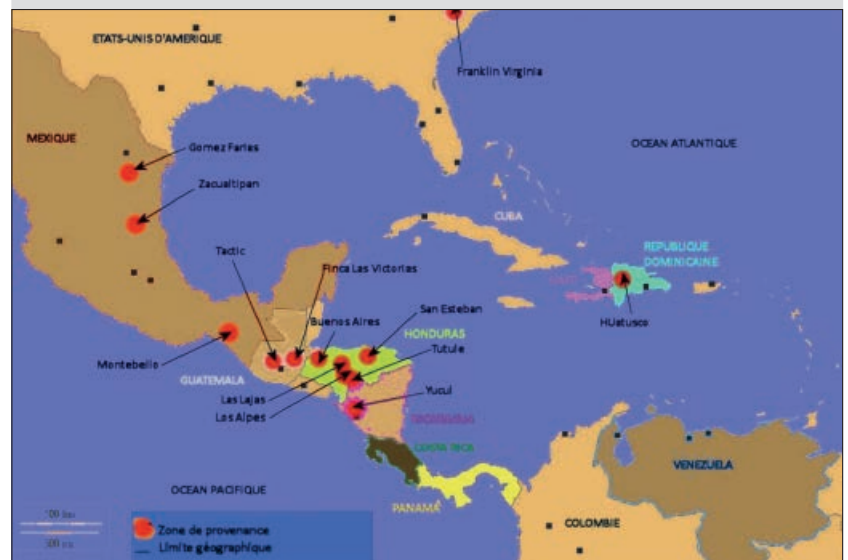 ETATS-UNIS D'AMERIQUE
Franklin Virginia
MEXIQUE
OCEAN ATLANTIQUE
Gomez Farias
Zacualtipan
CUBA
Tactic
REPUBLIQUE
DOMINICAINE
Finca Las Victorias
San Esteban
Buenos Aires
HUatusco
HONDURAS
Tutule
Montebello
GUATEMALA
Las Lajas
Yucul
Los Alpes
NICARAGUA
COSTA RICA
VENEZUELA
OCEAN PACIFIQUE
PANAMÁ
COLOMBIE
Zone de provenance
Limite géographique